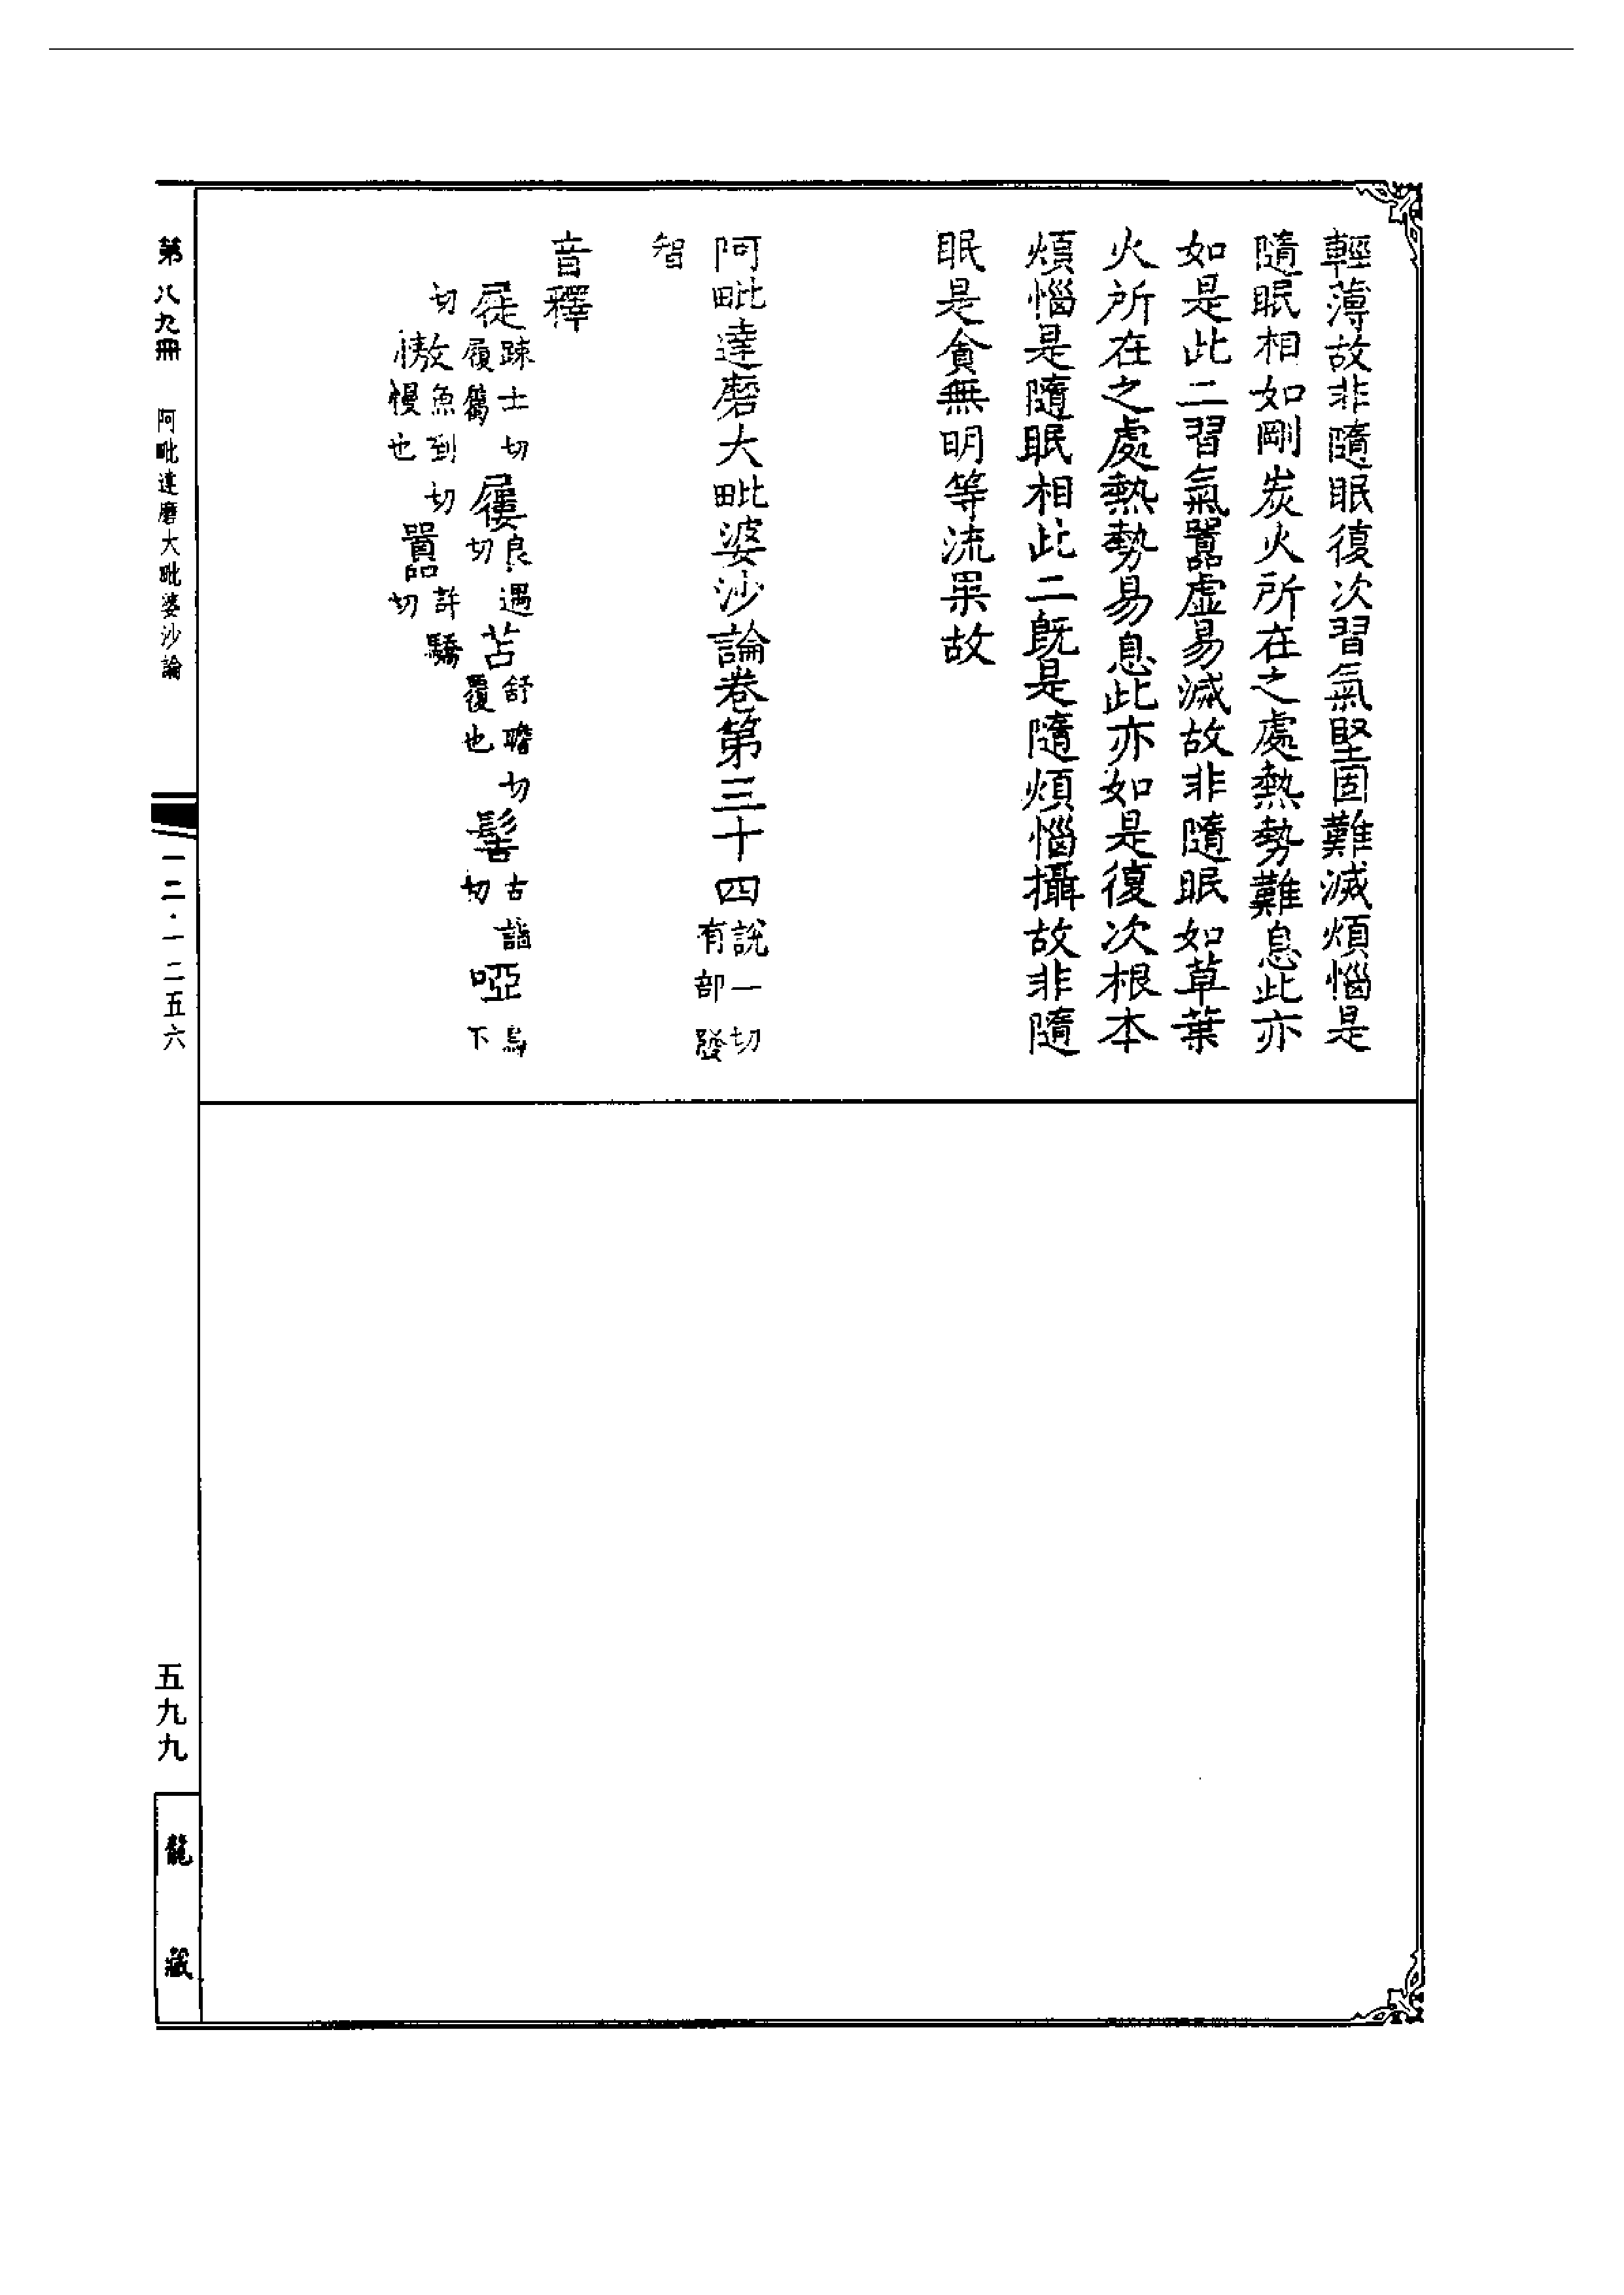 輕薄故非隨眠復次習氣堅固難滅煩惱是
隨眠相如剛炭火所在之處熱勢難息此亦
如是此二習氣嚚虛易滅故非隨眠如草葉
火所在之處熱勢易息此亦如是復次根本
煩惱是隨眠相此二既是隨煩惱攝故非隨
眠是貪無明等流果故
阿毗達磨大毗婆沙論卷第三十四說一切有部發
智
音釋
屣踈士切履屬屨良遇切苫舒瞻切覆也髻古詣切啞烏下
切傲魚到切慢也囂許驕切
第八九冊 阿毗達磨大毗婆沙論
一二·一二五六
五九九
龍藏